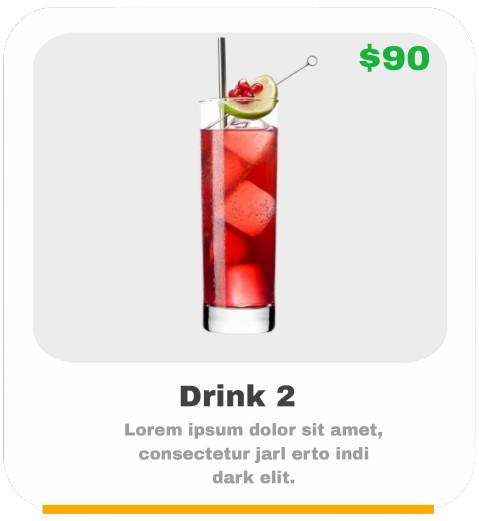 $90
Drink 2
Lorem ipsum dolor sit amet,
consectetur jarl erto indi
dark elit.